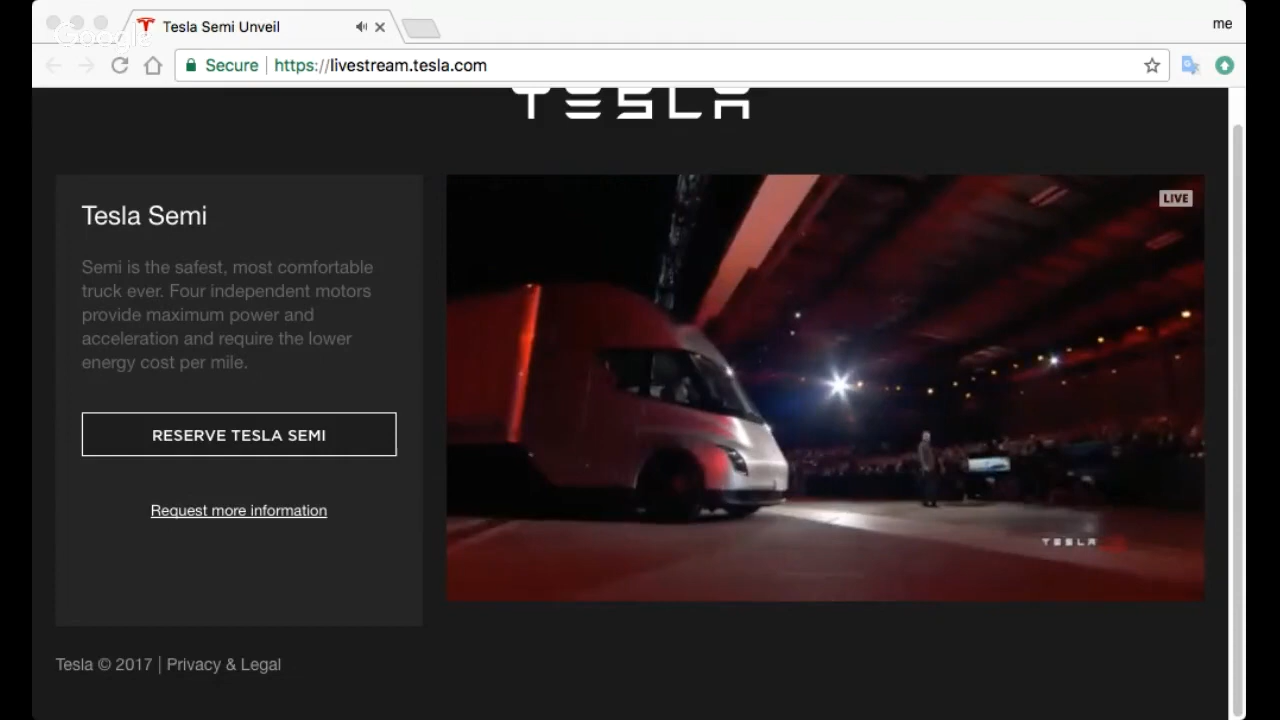 Tesla Semi Unveil
me
Google
Secure | https://livestream.tesla.com
TESLA
Tesla Semi
LIVE
Semi is the safest, most comfortable
truck ever. Four independent motors
provide maximum power and
acceleration and require the lower
energy cost per mile.
RESERVE TESLA SEMI
Request more information
TESLA
Tesla © 2017 | Privacy & Legal